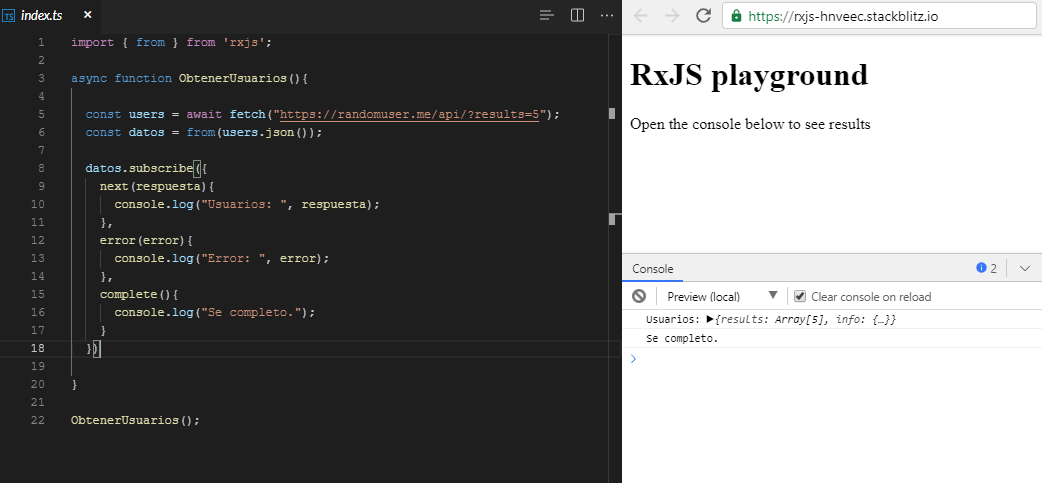 TS index.ts ×
1 import { from } from 'rxjs';
2
3 async function ObtenerUsuarios(){
4
5 const users = await fetch("https://randomuser.me/api/?results=5");
6 const datos = from(users.json());
7
8 datos.subscribe({
9 next(respuesta){
10 console.log("Usuarios: ", respuesta);
11 },
12 error(error){
13 console.log("Error: ", error);
14 },
15 complete(){
16 console.log("Se completo.");
17 }
18 })
19
20 }
21
22 ObtenerUsuarios();
https://rxjs-hnveec.stackblitz.io
RxJS playground
Open the console below to see results
Console 2
Preview (local) Clear console on reload
Usuarios: ▶{results: Array[5], info: {…}}
Se completo.